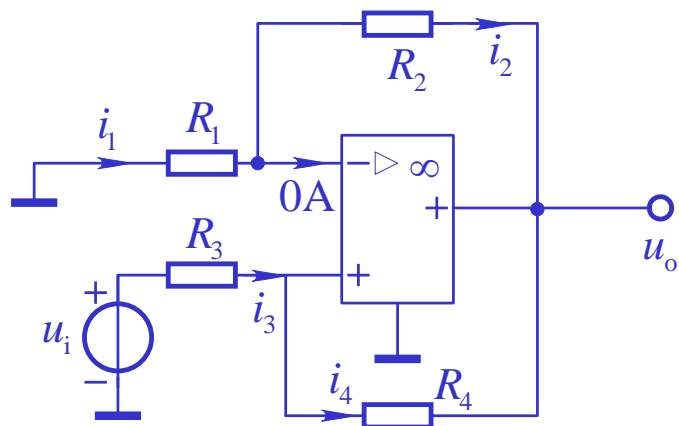 R₂
i₂
i₁
R₁
0A
− ▷ ∞
+
uₒ
R₃
+
i₃
+
uᵢ
−
i₄
R₄